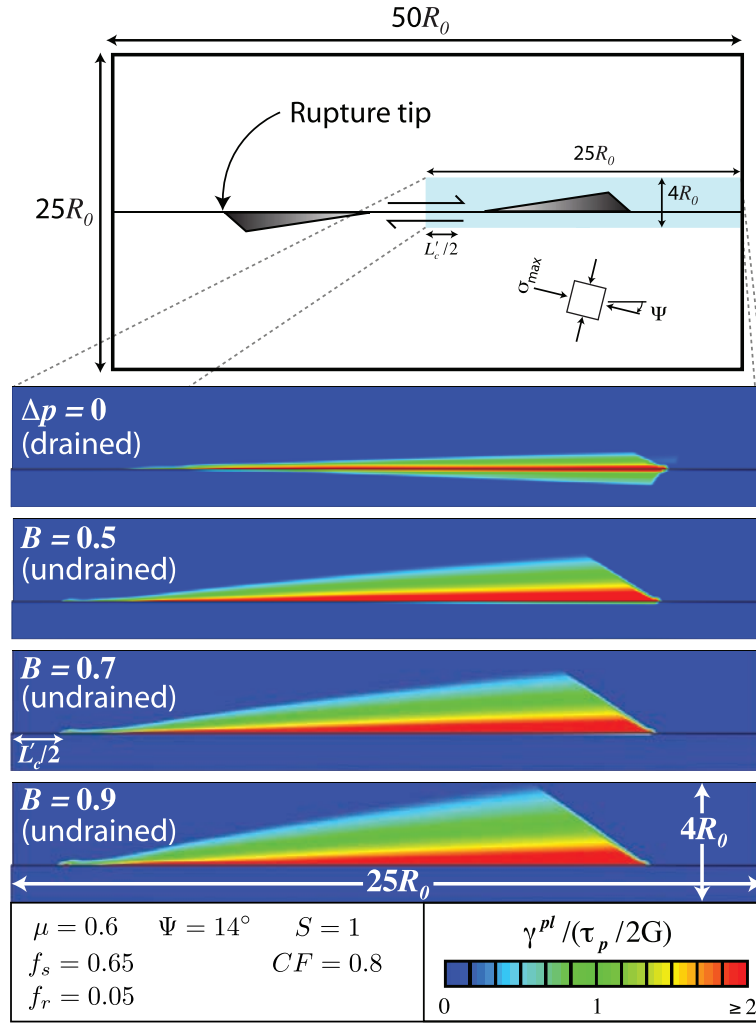 50R₀
Rupture tip
25R₀
25R₀
4R₀
L'c/2
σmax
Ψ
Δp = 0
(drained)
B = 0.5
(undrained)
B = 0.7
(undrained)
L'c/2
B = 0.9
(undrained)
4R₀
25R₀
μ = 0.6 Ψ = 14° S = 1
fs = 0.65 CF = 0.8
fr = 0.05
γ^pl/(τp/2G)
0 1 ≥2